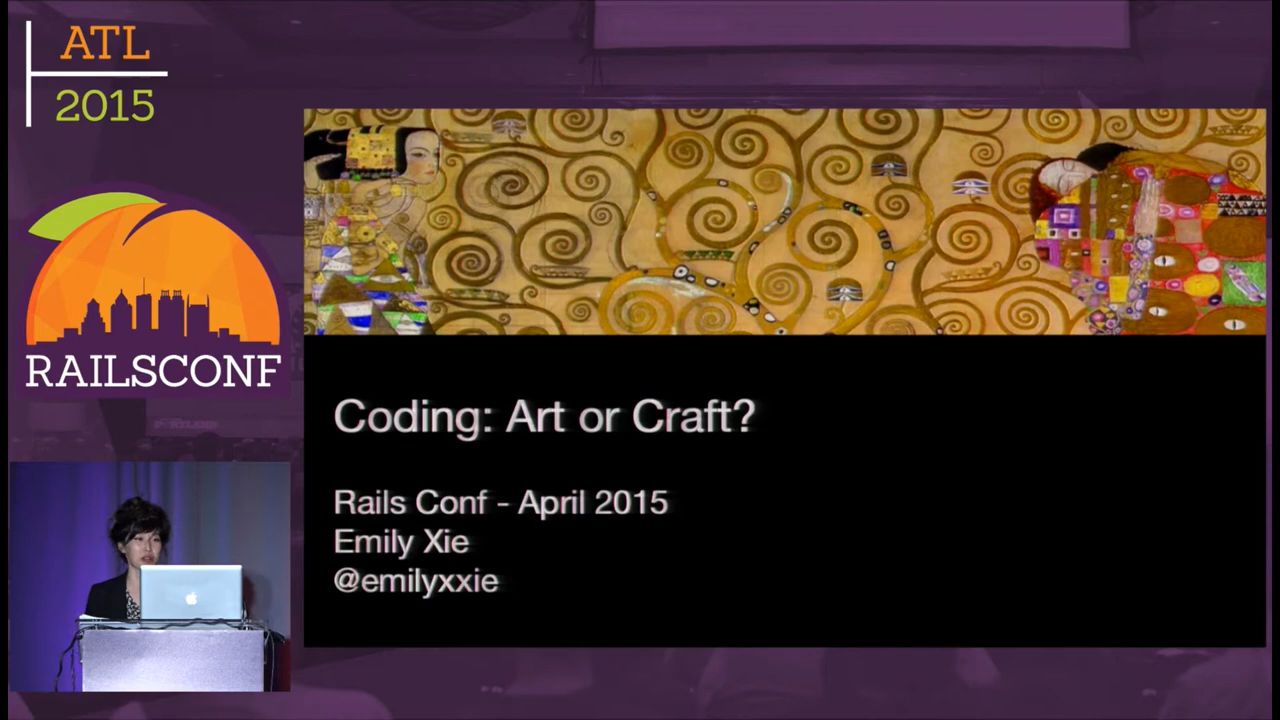 ATL
2015
RAILSCONF
Coding: Art or Craft?
Rails Conf - April 2015
Emily Xie
@emilyxxie